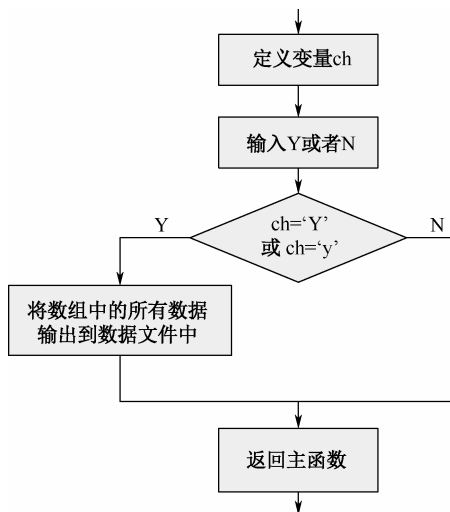 定义变量ch
输入Y或者N
ch=‘Y’
或 ch=‘y’
Y
N
将数组中的所有数据
输出到数据文件中
返回主函数